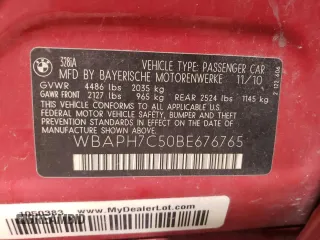 BMW
328iA VEHICLE TYPE: PASSENGER CAR
MFD BY BAYERISCHE MOTORENWERKE 11/10
GVWR 4486 lbs 2035 kg
GAWR FRONT 2127 lbs 965 kg REAR 2524 lbs 1145 kg
THIS VEHICLE CONFORMS TO ALL APPLICABLE U.S.
FEDERAL MOTOR VEHICLE SAFETY, BUMPER, AND
THEFT PREVENTION STANDARDS IN EFFECT ON THE
DATE OF MANUFACTURE SHOWN ABOVE.
WBAPH7C50BE676765
1050383
www.MyDealerLot.com